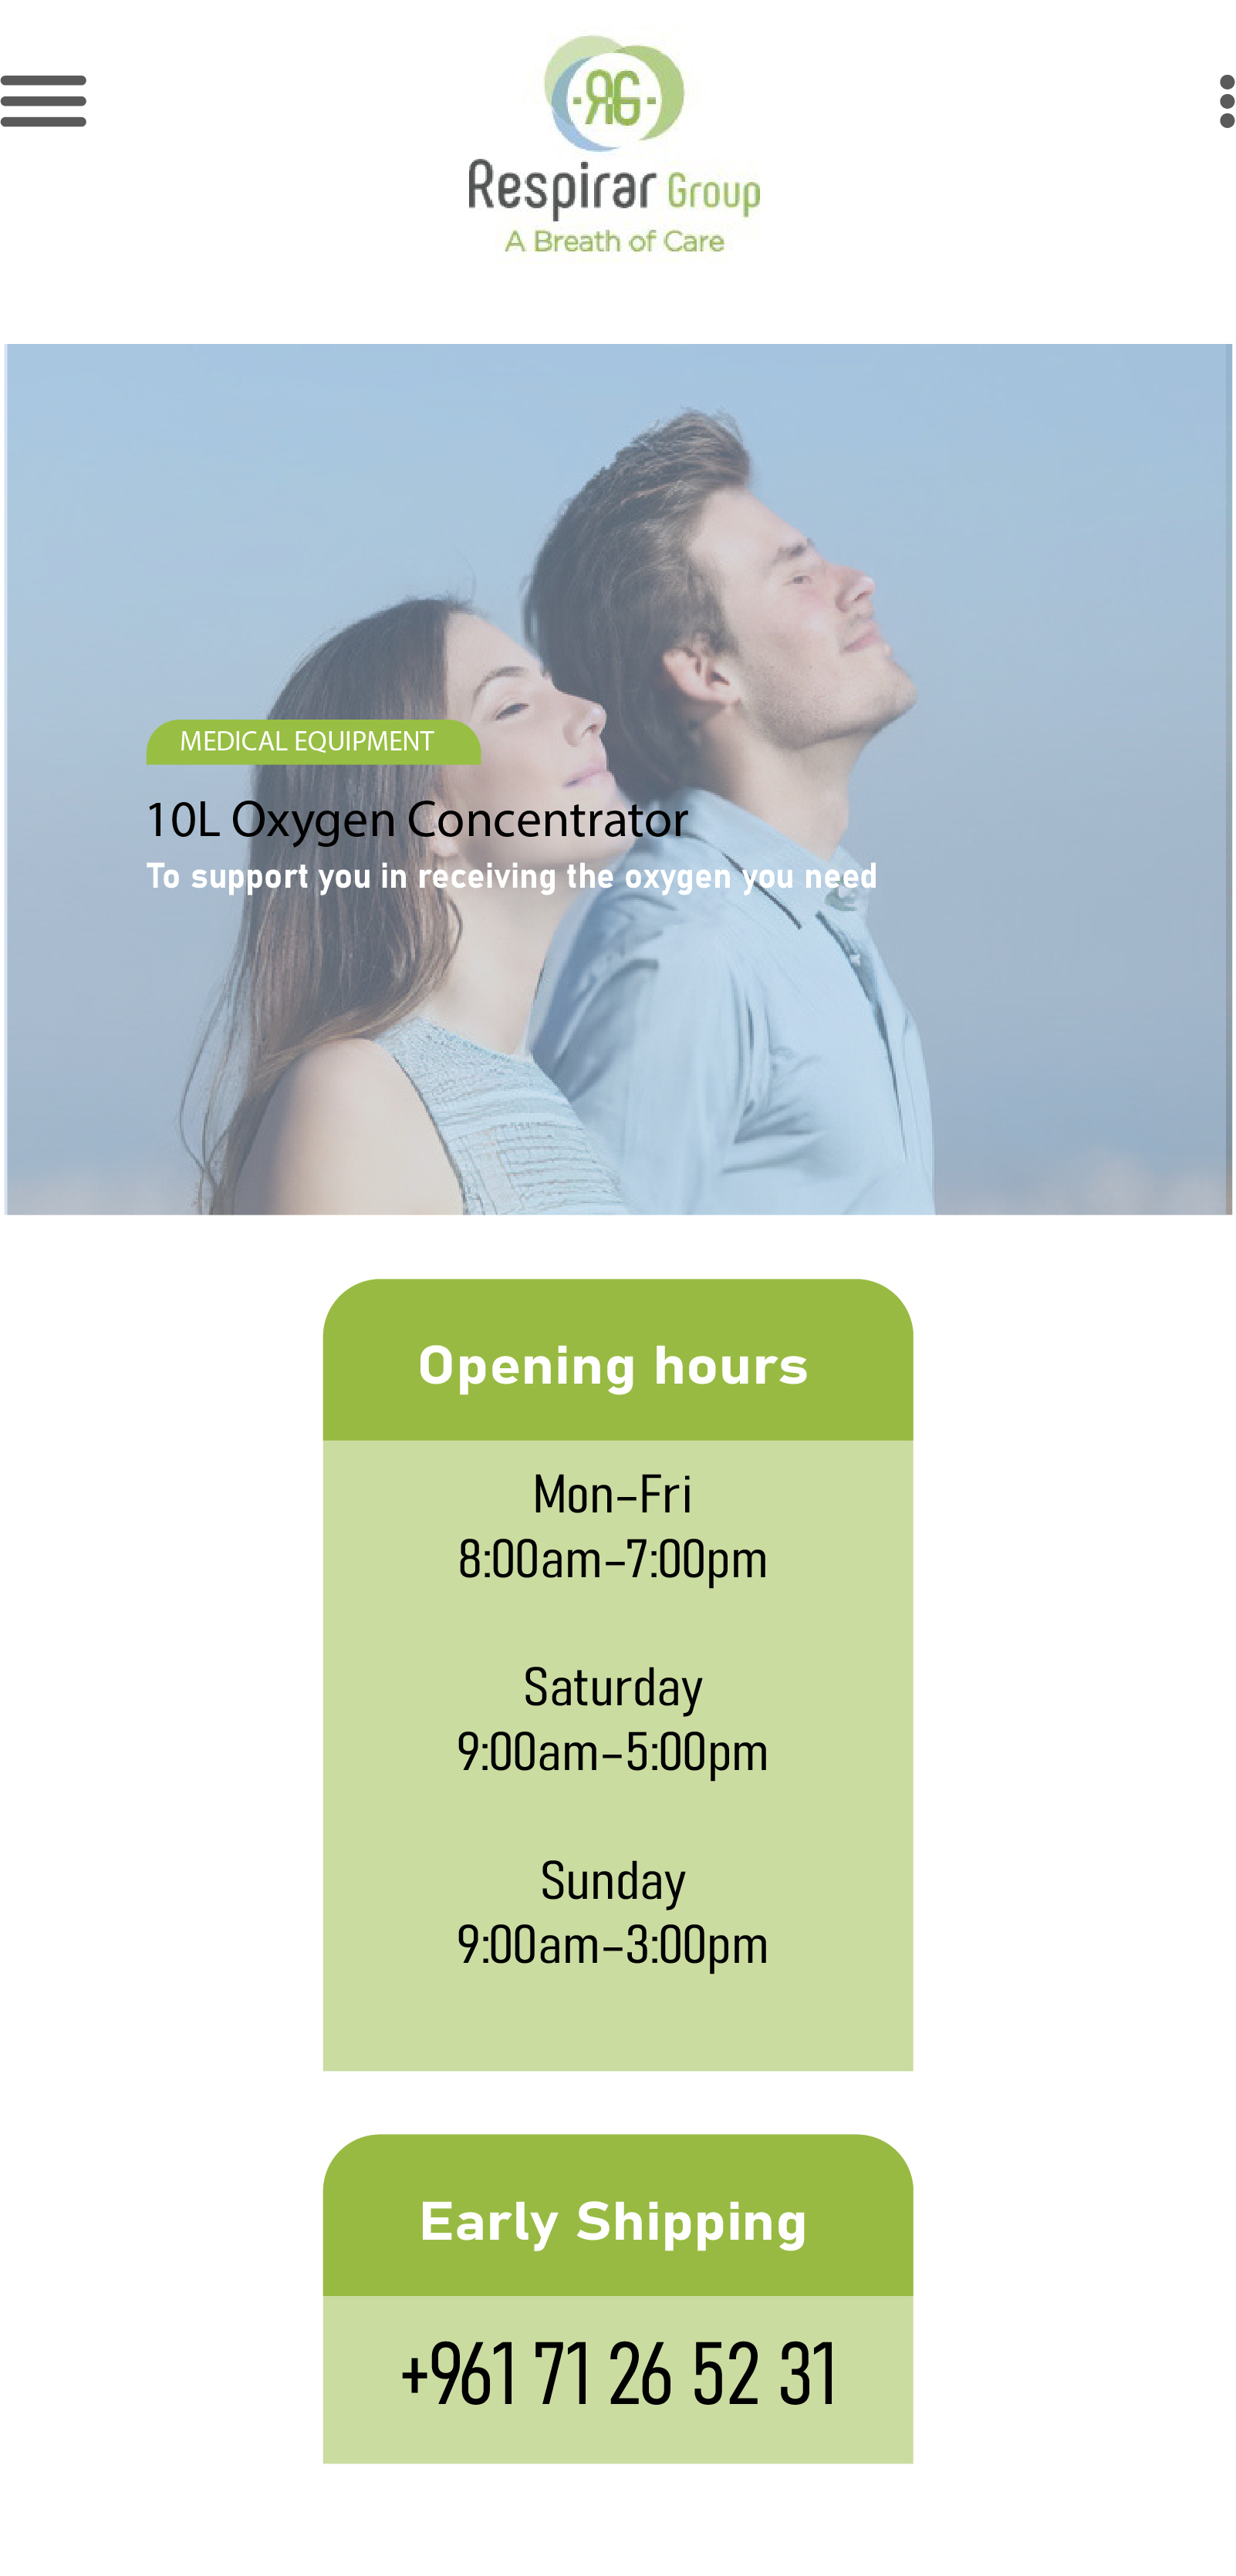 RG
Respirar Group
A Breath of Care
MEDICAL EQUIPMENT
10L Oxygen Concentrator
To support you in receiving the oxygen you need
Opening hours
Mon–Fri
8:00am–7:00pm
Saturday
9:00am–5:00pm
Sunday
9:00am–3:00pm
Early Shipping
+961 71 26 52 31